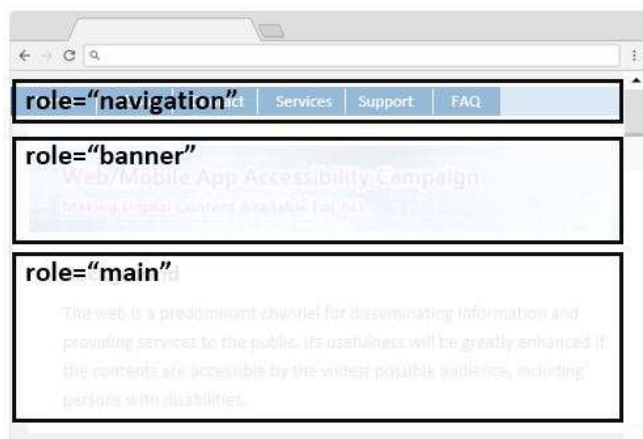 role=“navigation”
Services
Support
FAQ
role=“banner”
Web/Mobile App Accessibility Campaign
Making Digital Content Available For All
role=“main”
The web is a predominant channel for disseminating information and
providing services to the public. Its usefulness will be greatly enhanced if
the contents are accessible by the widest possible audience, including
persons with disabilities.